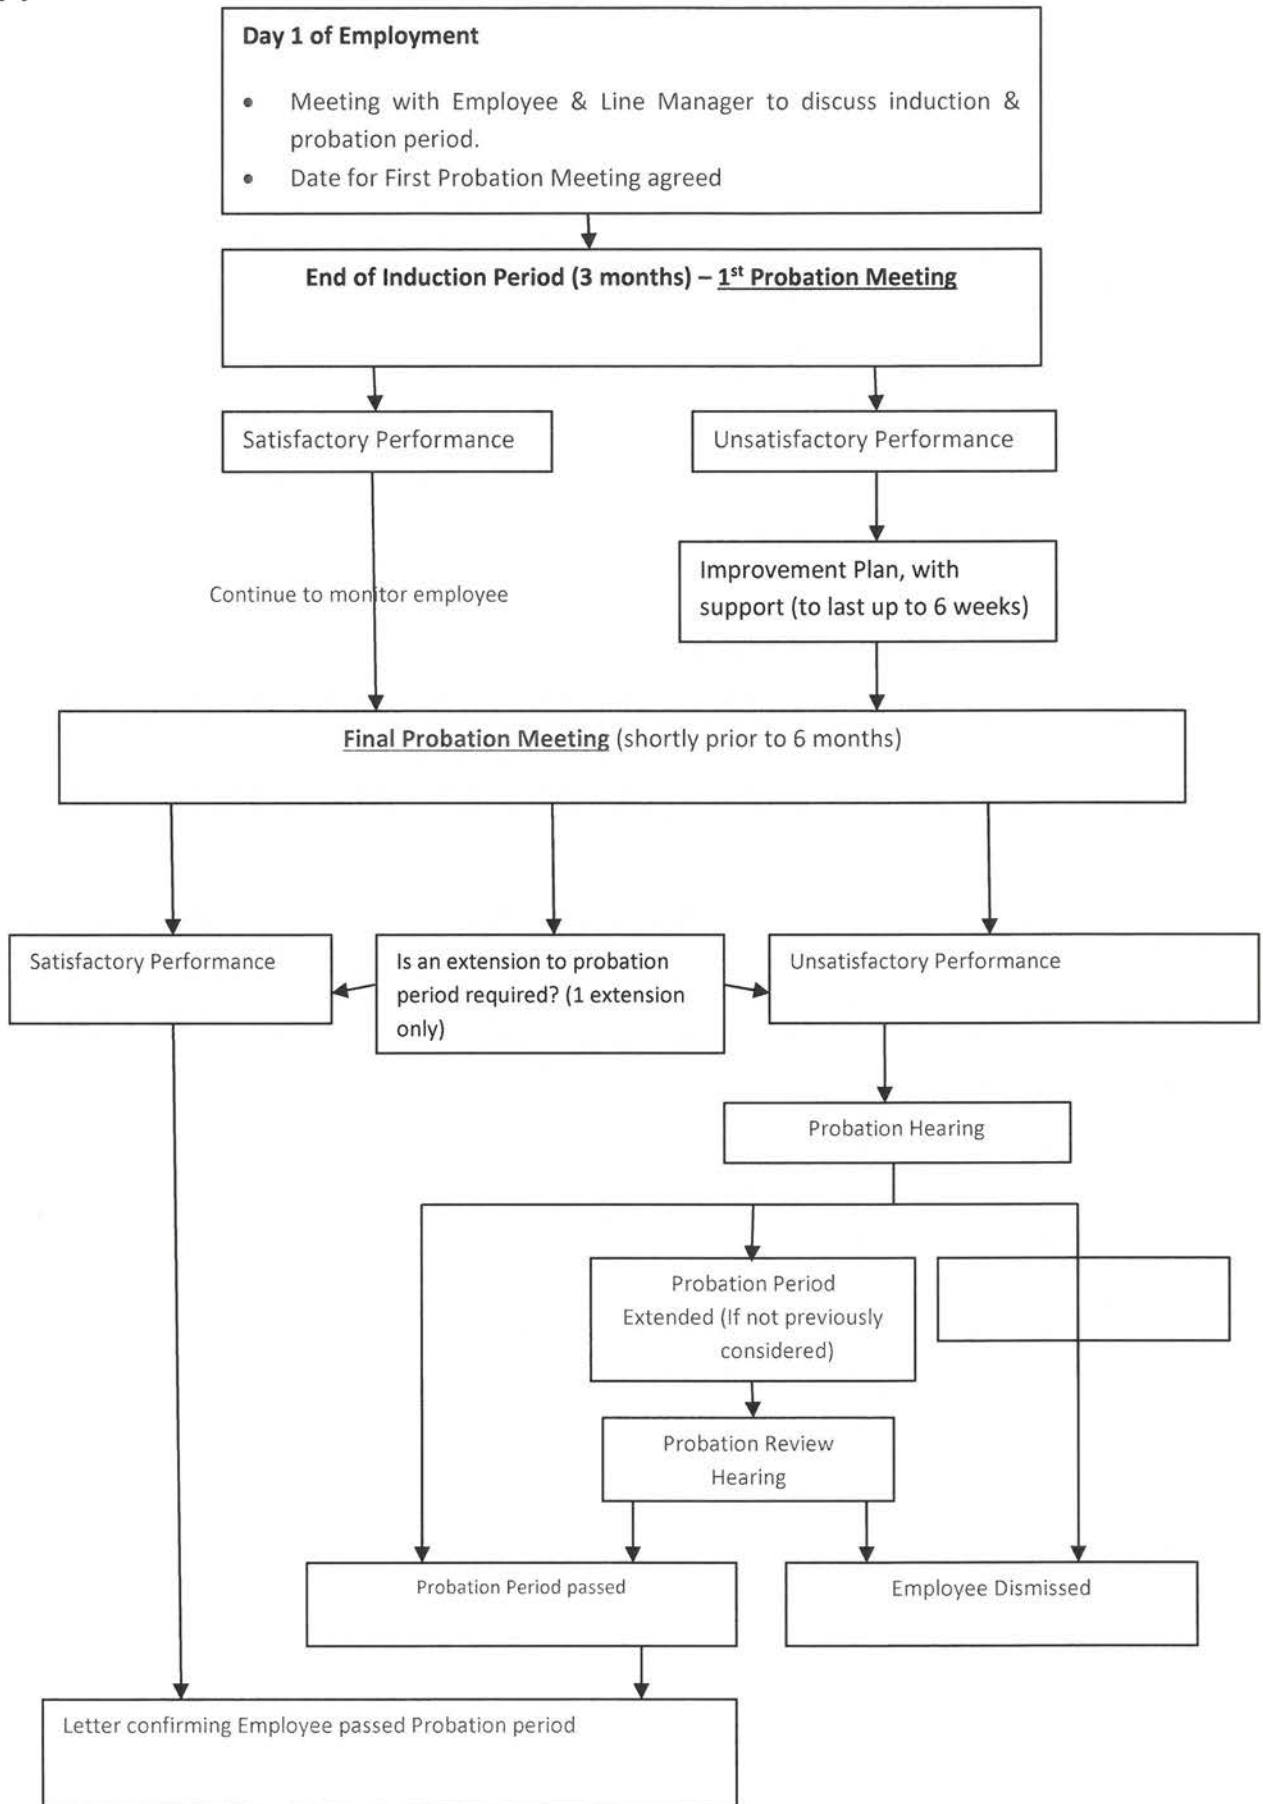 Day 1 of Employment
• Meeting with Employee & Line Manager to discuss induction &
probation period.
• Date for First Probation Meeting agreed
End of Induction Period (3 months) – 1st Probation Meeting
Satisfactory Performance
Unsatisfactory Performance
Continue to monitor employee
Improvement Plan, with
support (to last up to 6 weeks)
Final Probation Meeting (shortly prior to 6 months)
Satisfactory Performance
Is an extension to probation
period required? (1 extension
only)
Unsatisfactory Performance
Probation Hearing
Probation Period
Extended (If not previously
considered)
Probation Review
Hearing
Probation Period passed
Employee Dismissed
Letter confirming Employee passed Probation period